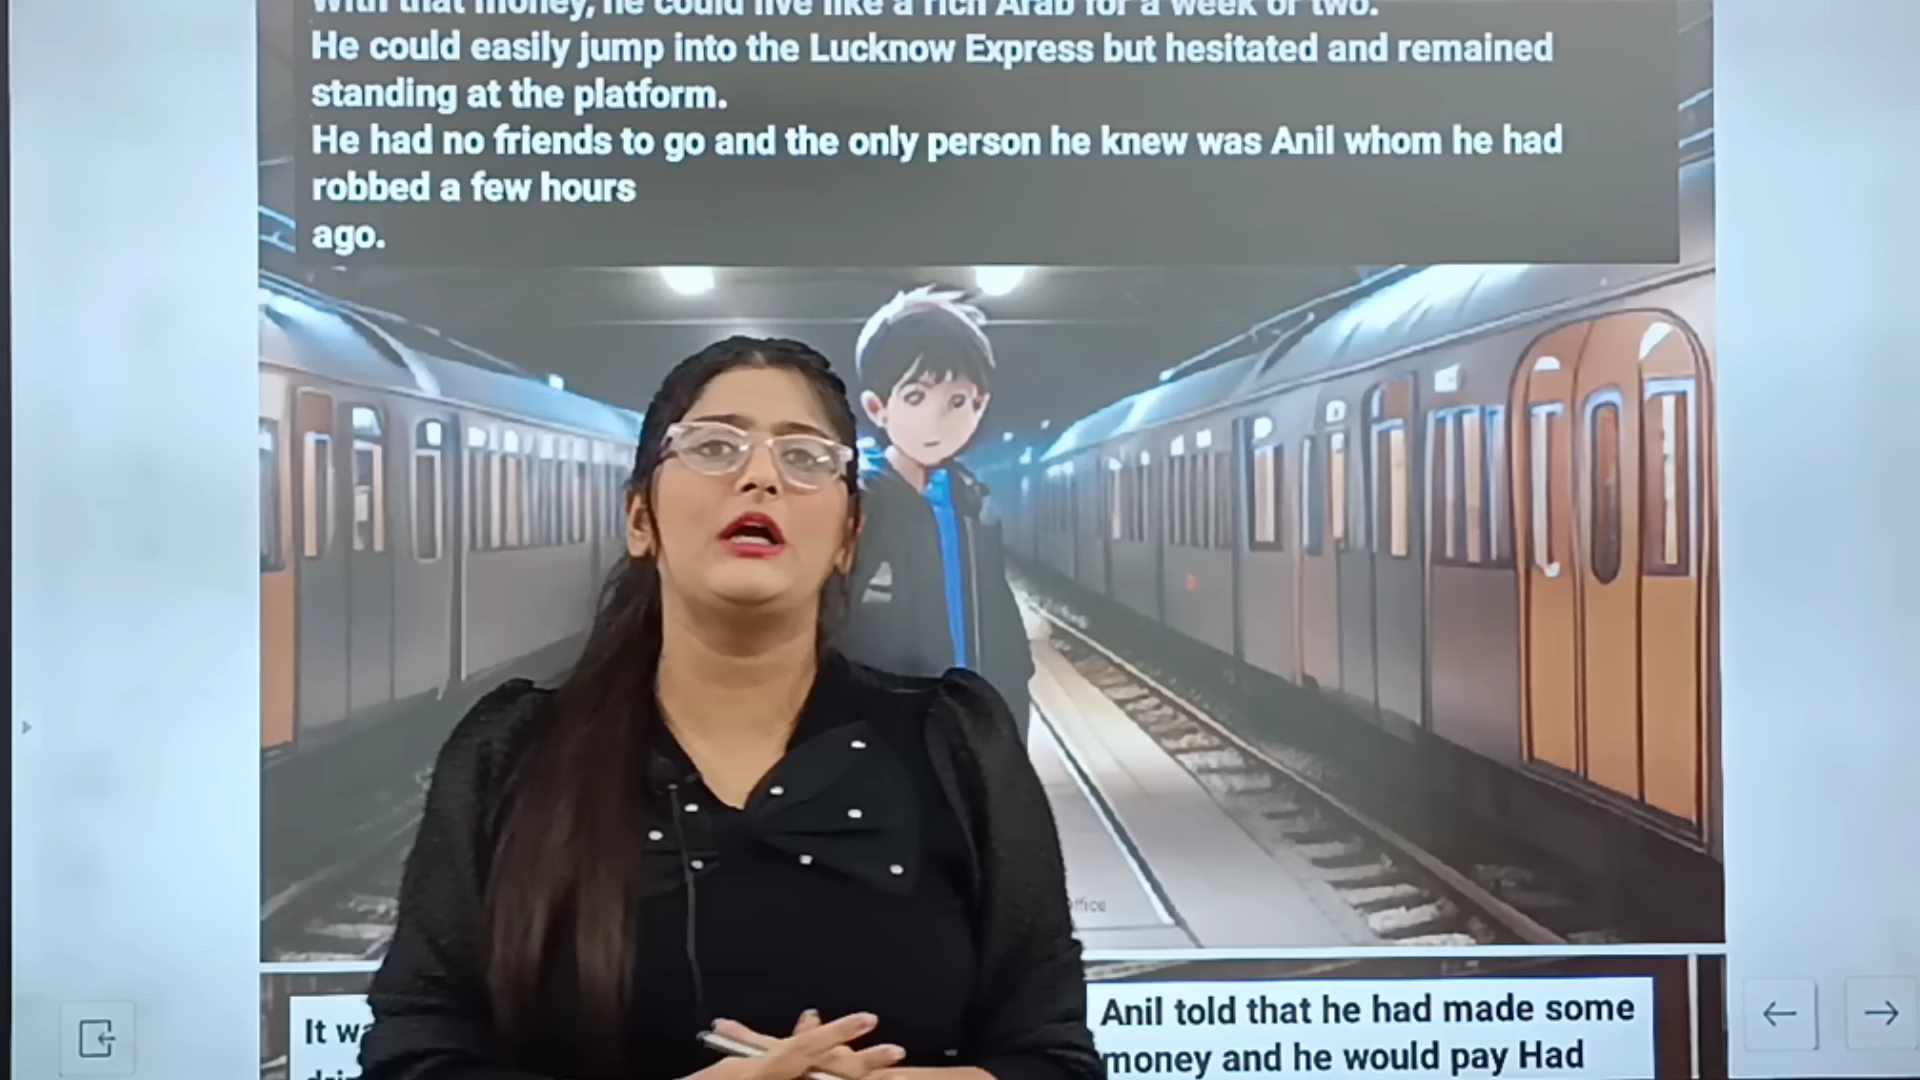 With that money, he could live like a rich Arab for a week or two.
He could easily jump into the Lucknow Express but hesitated and remained
standing at the platform.
He had no friends to go and the only person he knew was Anil whom he had
robbed a few hours
ago.
ffice
It wa
Anil told that he had made some
money and he would pay Had